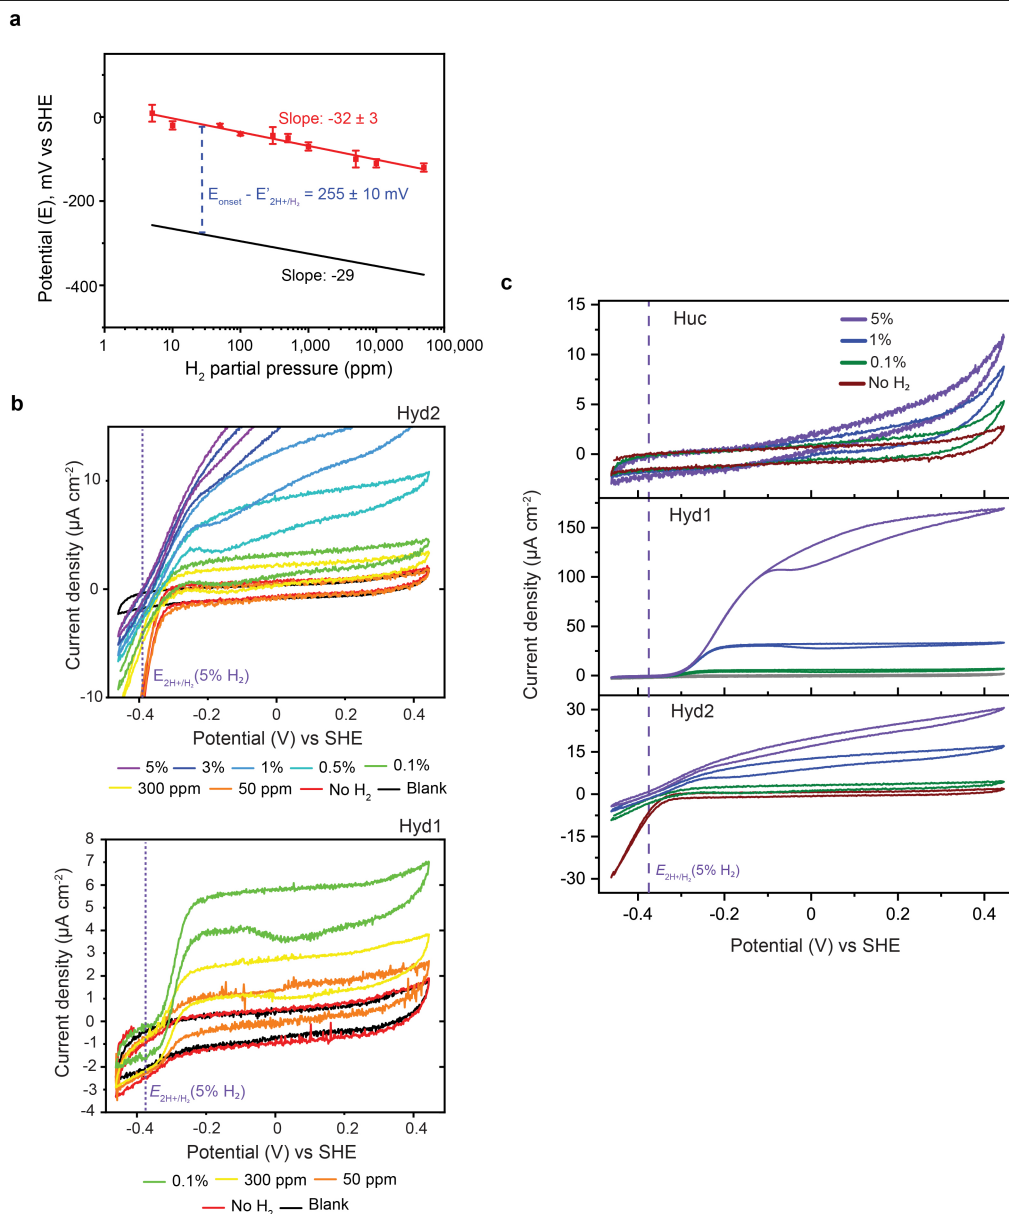 a
Potential (E), mV vs SHE
0
-200
-400
Slope: -32 ± 3
Eonset - E'2H+/H2 = 255 ± 10 mV
Slope: -29
1
10
100
1,000
10,000
100,000
H2 partial pressure (ppm)
b
Hyd2
Current density (µA cm⁻²)
10
0
-10
E2H+/H2(5% H2)
-0.4
-0.2
0
0.2
0.4
Potential (V) vs SHE
5% 3% 1% 0.5% 0.1%
300 ppm 50 ppm No H2 Blank
Hyd1
Current density (µA cm⁻²)
8
7
6
5
4
3
2
1
0
-1
-2
-3
-4
E2H+/H2(5% H2)
-0.4
-0.2
0
0.2
0.4
Potential (V) vs SHE
0.1% 300 ppm 50 ppm
No H2 Blank
c
Current density (µA cm⁻²)
Huc
15
10
5
0
5%
1%
0.1%
No H2
Hyd1
150
100
50
0
Hyd2
30
15
0
-15
-30
E2H+/H2(5% H2)
-0.4
-0.2
0
0.2
0.4
Potential (V) vs SHE